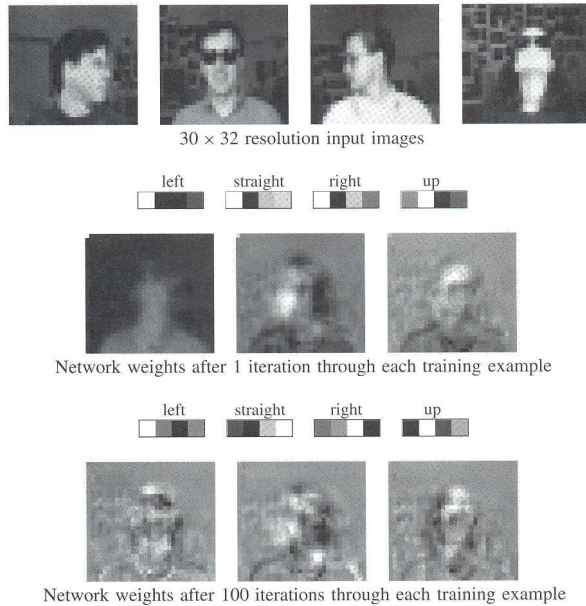 30 × 32 resolution input images
left straight right up
Network weights after 1 iteration through each training example
left straight right up
Network weights after 100 iterations through each training example